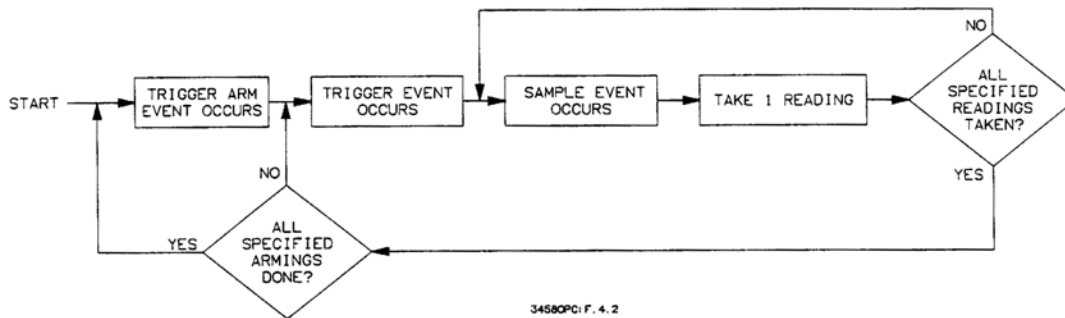 START
TRIGGER ARM
EVENT OCCURS
TRIGGER EVENT
OCCURS
SAMPLE EVENT
OCCURS
TAKE 1 READING
NO
ALL
SPECIFIED
READINGS
TAKEN?
YES
NO
YES
ALL
SPECIFIED
ARMINGS
DONE?
3458OPC:F.4.2